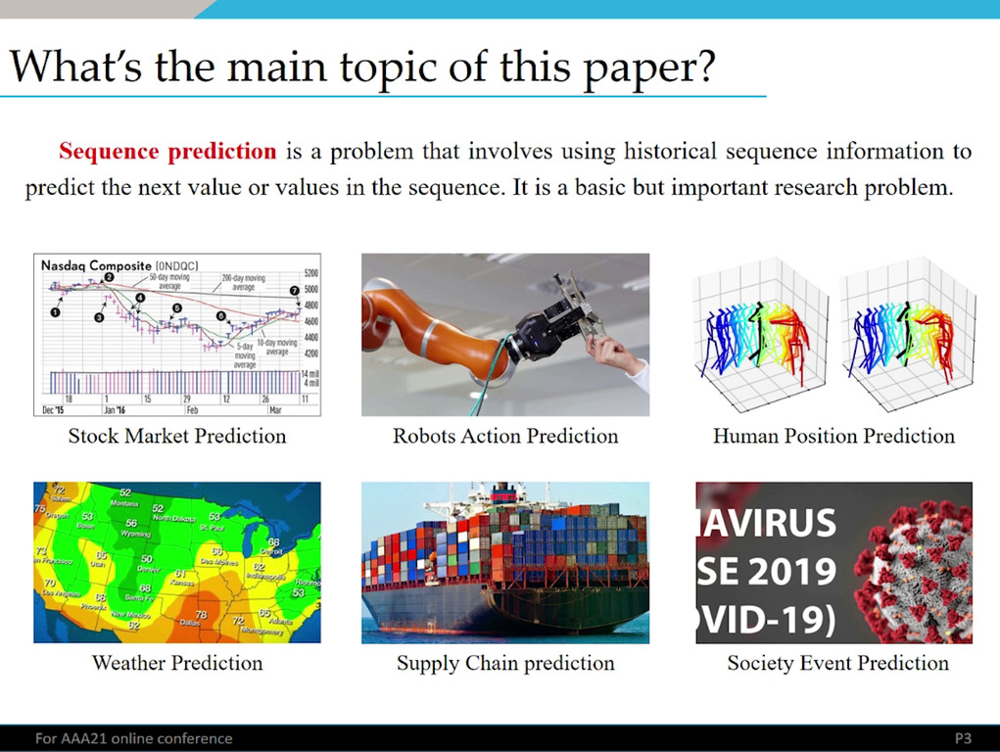 What's the main topic of this paper?
Sequence prediction is a problem that involves using historical sequence information to
predict the next value or values in the sequence. It is a basic but important research problem.
Nasdaq Composite (0NDQC)
50-day moving
average
200-day moving
average
5200
5000
4800
4600
4400
4200
1
2
3
4
5
6
7
5-day
moving
average
10-day moving
average
14 mil
4 mil
18
1
15
29
12
26
11
Dec '15
Jan '16
Feb
Mar
Stock Market Prediction
Robots Action Prediction
Human Position Prediction
72
Salem
52
Montana
75
Oregon
53
Boise
52
North Dakota
53
St. Paul
56
Wyoming
68
Detroit
73
an Francisco
65
Utah
50
Denver
66
Des Moines
62
Indianapolis
61
Kansas
Richmo
53
70
Los Angeles
68
Phoenix
68
Santa Fe
New Mexico
62
78
Dallas
72
65
Atlanta
Montgomery
AVIRUS
SE 2019
OVID-19)
Weather Prediction
Supply Chain prediction
Society Event Prediction
For AAA21 online conference
P3